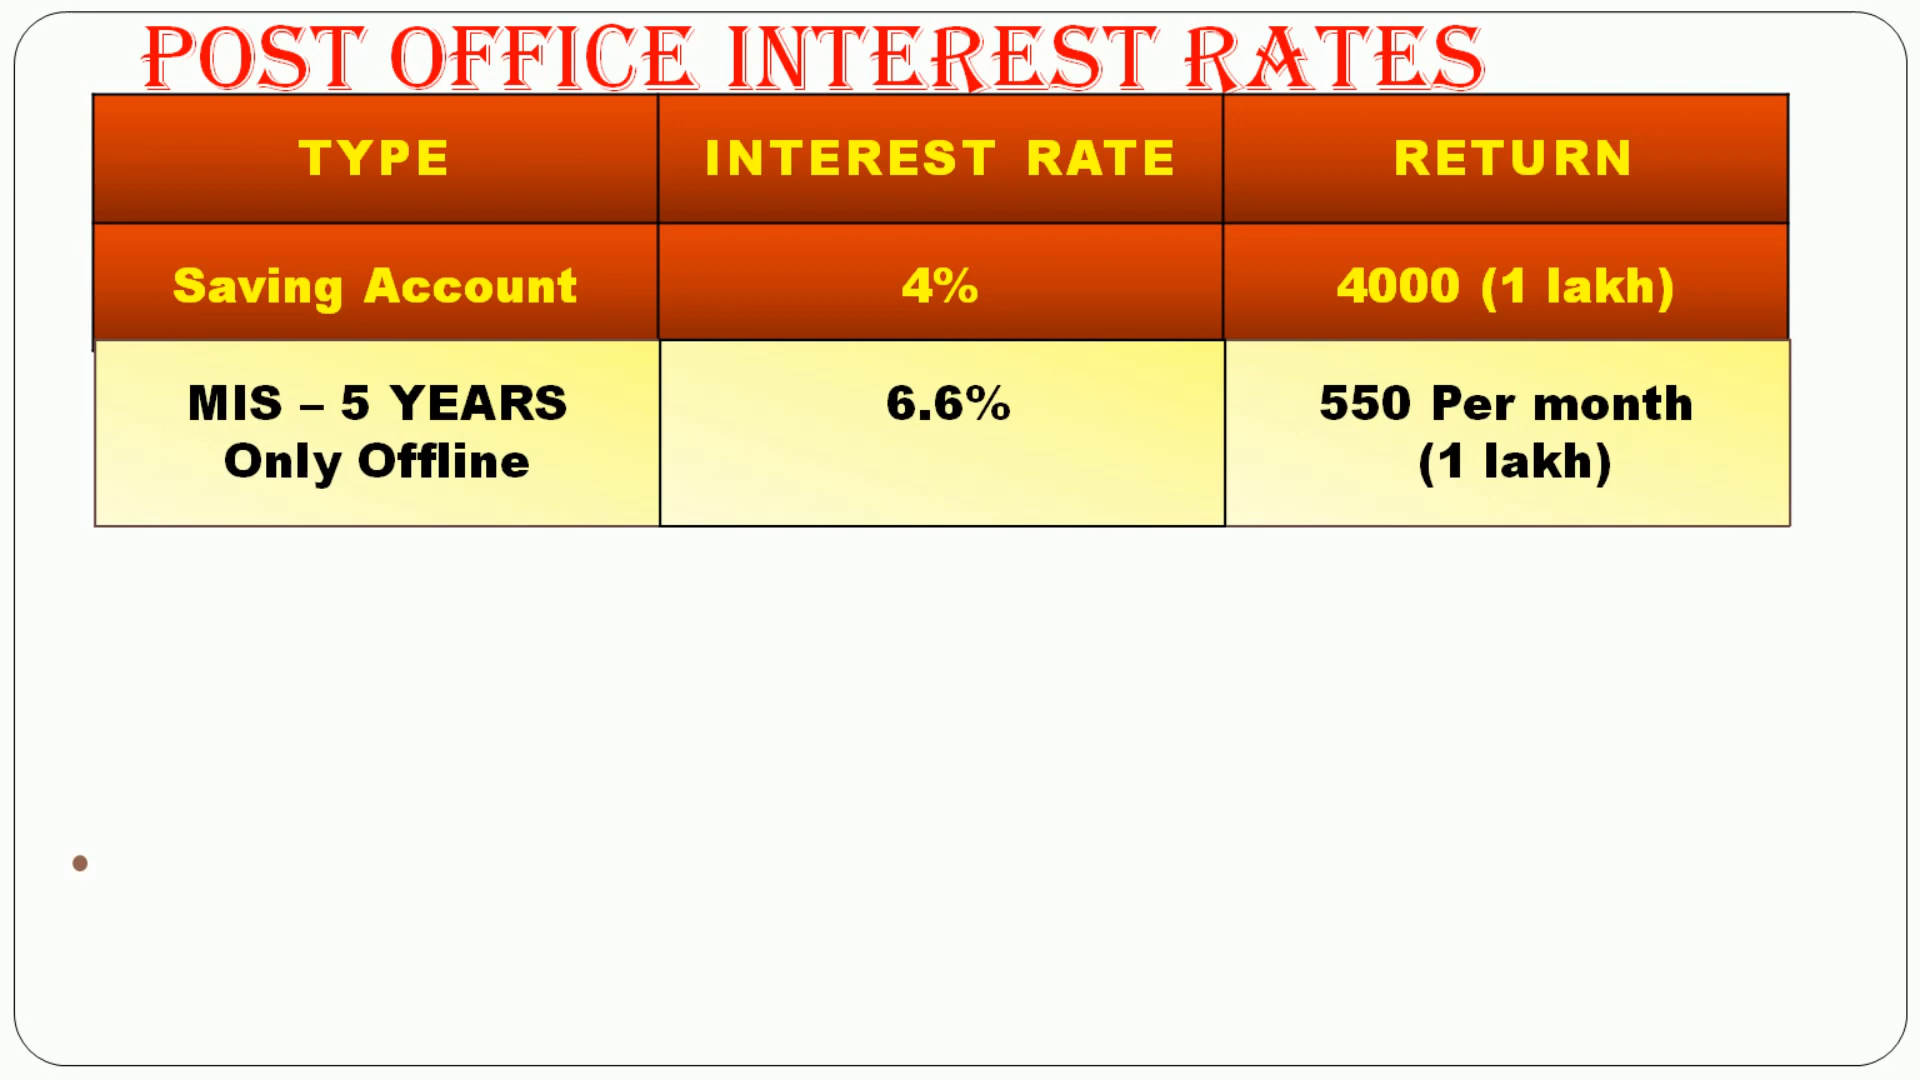 POST OFFICE INTEREST RATES
TYPE INTEREST RATE RETURN
Saving Account 4% 4000 (1 lakh)
MIS – 5 YEARS 6.6% 550 Per month
Only Offline (1 lakh)